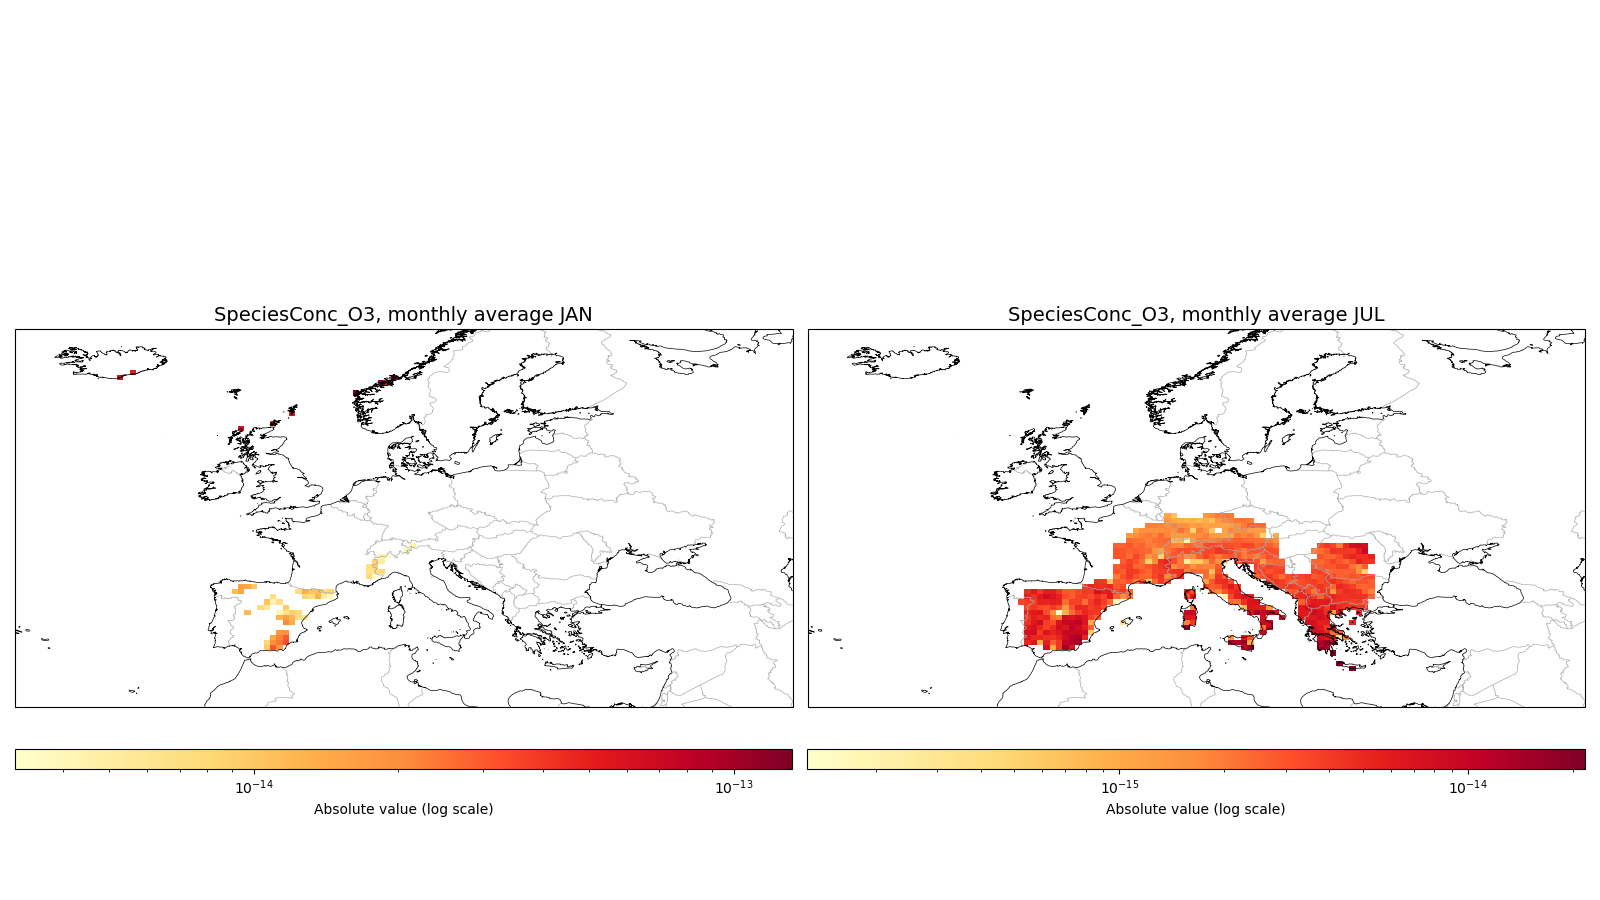 SpeciesConc_O3, monthly average JAN
SpeciesConc_O3, monthly average JUL
10⁻¹⁴ 10⁻¹³
Absolute value (log scale)
10⁻¹⁵ 10⁻¹⁴
Absolute value (log scale)